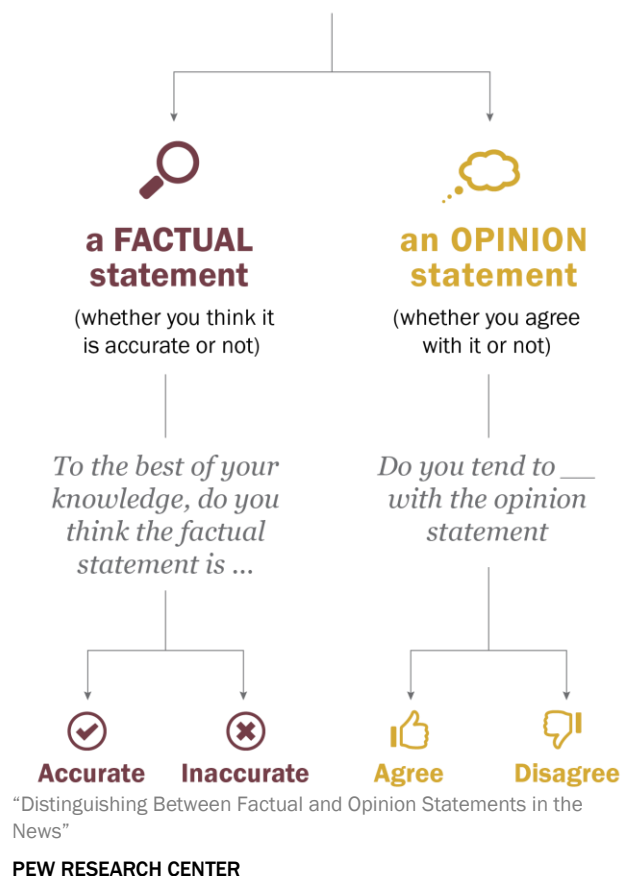 a FACTUAL
statement
(whether you think it
is accurate or not)
To the best of your
knowledge, do you
think the factual
statement is ...
Accurate
Inaccurate
an OPINION
statement
(whether you agree
with it or not)
Do you tend to __
with the opinion
statement
Agree
Disagree
“Distinguishing Between Factual and Opinion Statements in the
News”
PEW RESEARCH CENTER